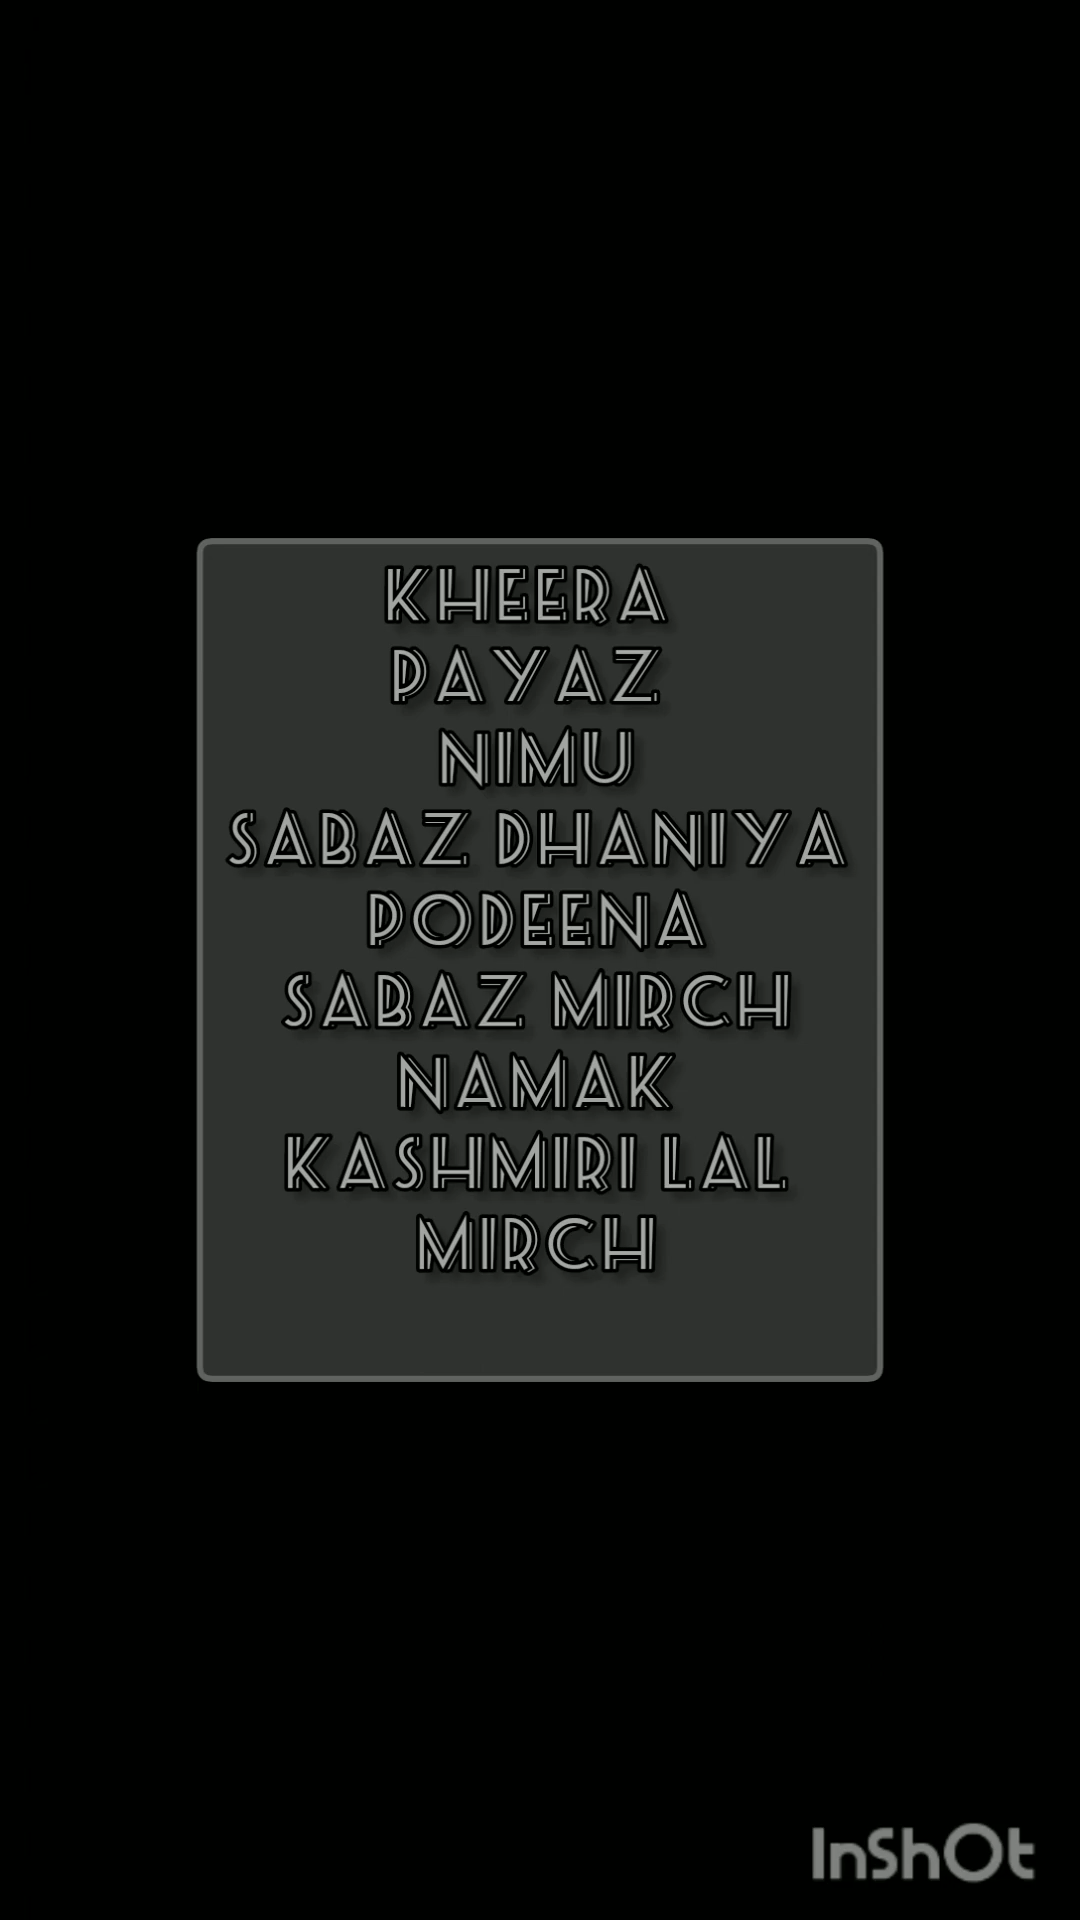 KHEERA
PAYAZ
NIMU
SABAZ DHANIYA
PODEENA
SABAZ MIRCH
NAMAK
KASHMIRI LAL
MIRCH
InShOt